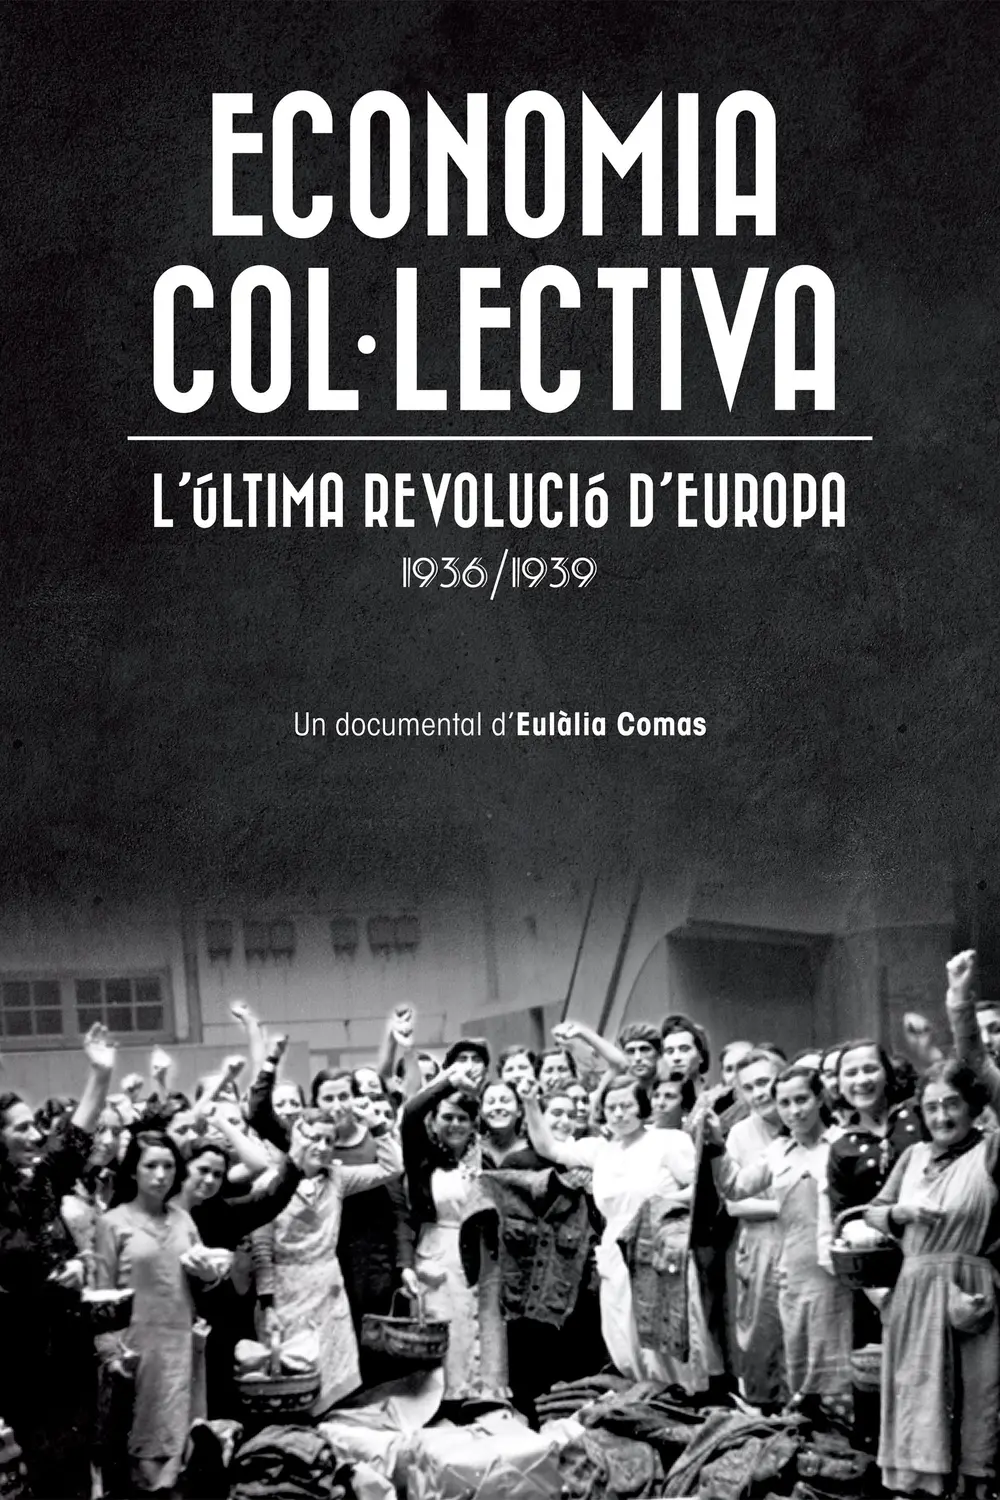 ECONOMIA
COL·LECTIVA
L'ÚLTIMA REVOLUCIÓ D'EUROPA
1936/1939
Un documental d'Eulàlia Comas